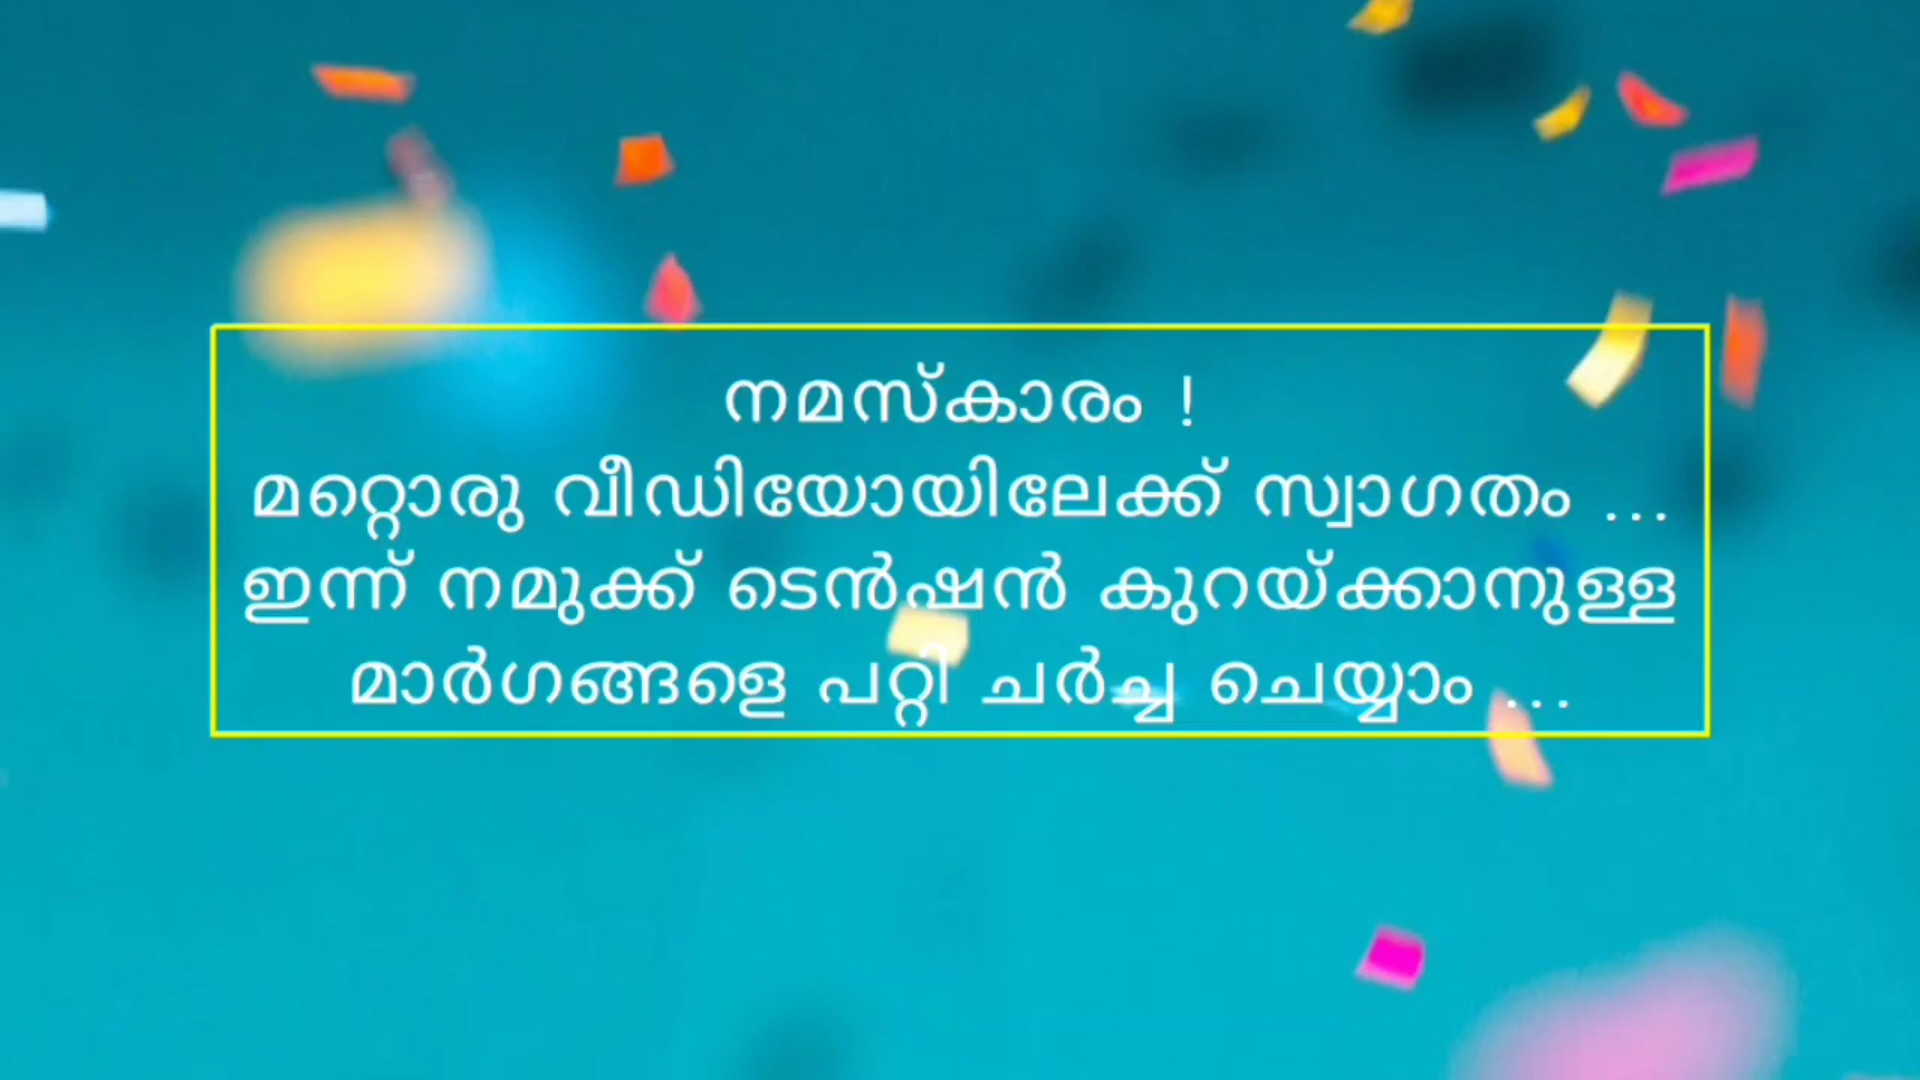 നമസ്കാരം !
മറ്റൊരു വീഡിയോയിലേക്ക് സ്വാഗതം ...
ഇന്ന് നമുക്ക് ടെൻഷൻ കുറയ്ക്കാനുള്ള
മാർഗങ്ങളെ പറ്റി ചർച്ച ചെയ്യാം ...